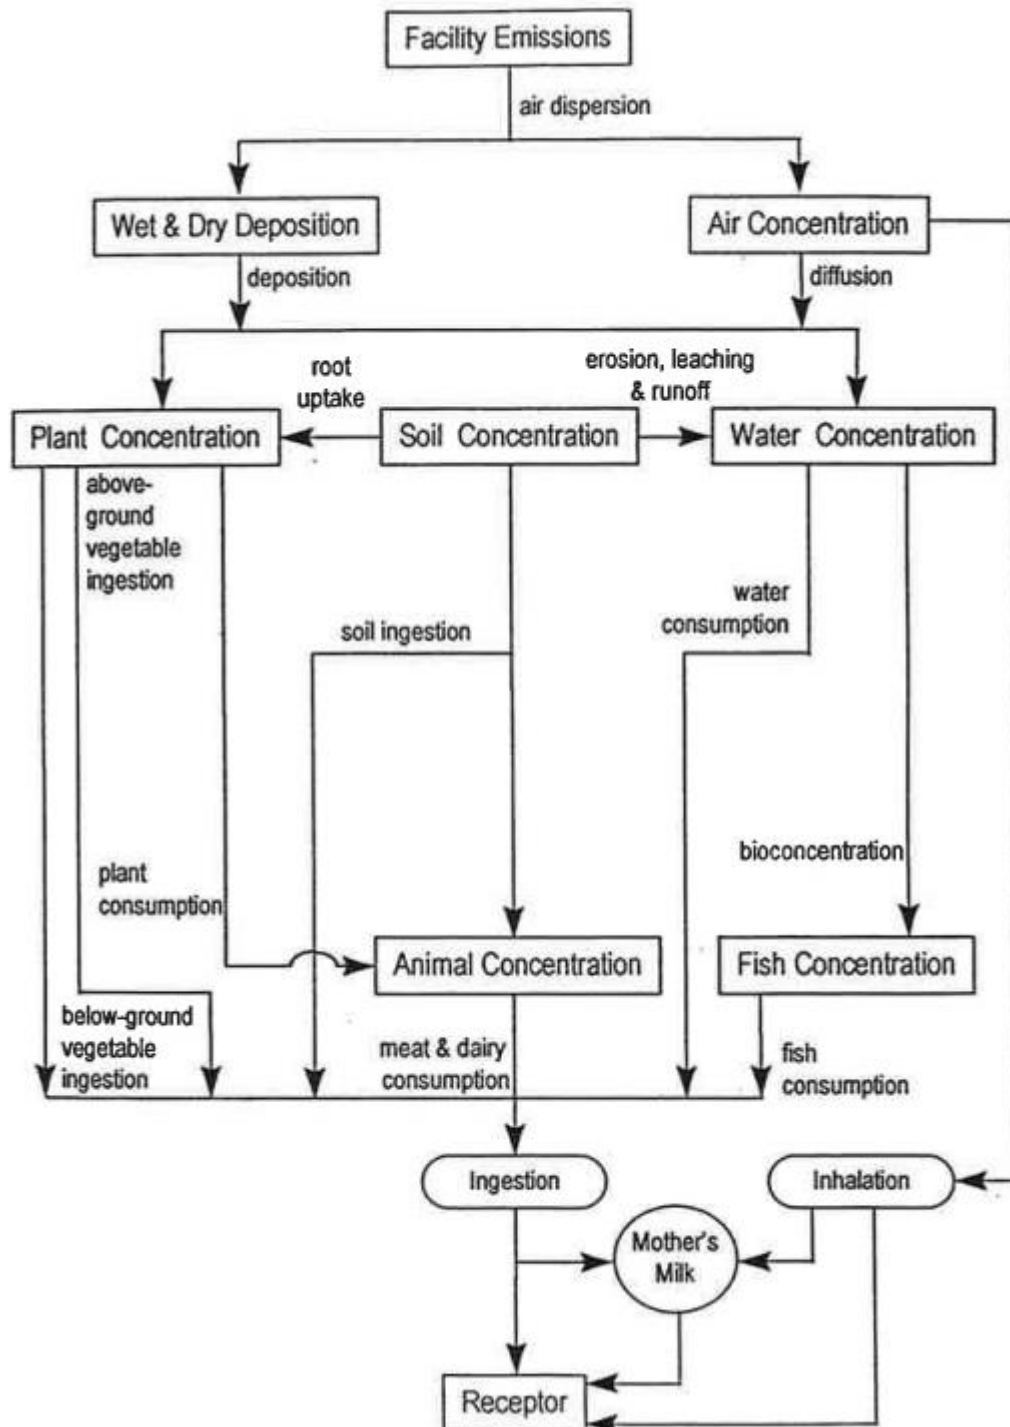 Facility Emissions
air dispersion
Wet & Dry Deposition
Air Concentration
deposition
diffusion
root
uptake
erosion, leaching
& runoff
Plant Concentration
Soil Concentration
Water Concentration
above-
ground
vegetable
ingestion
soil ingestion
water
consumption
plant
consumption
bioconcentration
Animal Concentration
Fish Concentration
below-ground
vegetable
ingestion
meat & dairy
consumption
fish
consumption
Ingestion
Inhalation
Mother's
Milk
Receptor